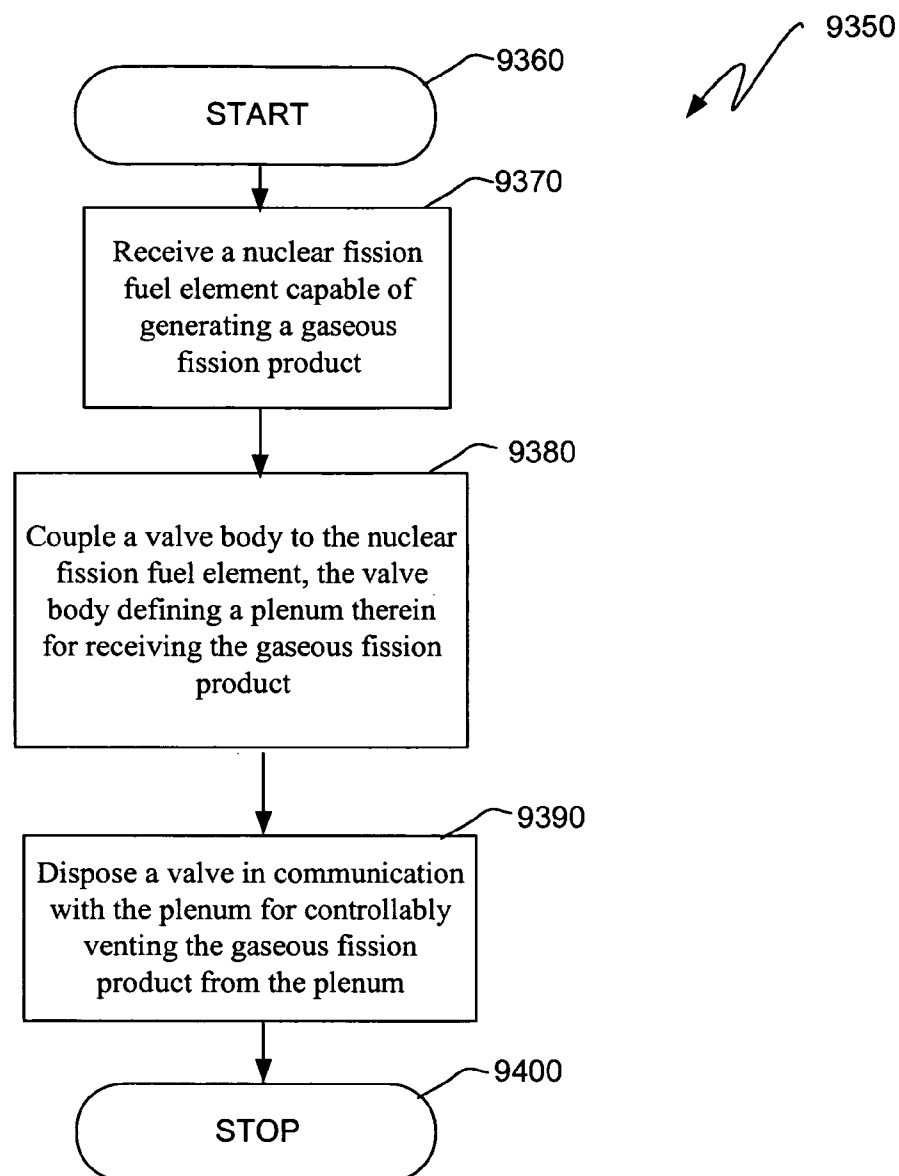 9350
9360
START
9370
Receive a nuclear fission
fuel element capable of
generating a gaseous
fission product
9380
Couple a valve body to the nuclear
fission fuel element, the valve
body defining a plenum therein
for receiving the gaseous fission
product
9390
Dispose a valve in communication
with the plenum for controllably
venting the gaseous fission
product from the plenum
9400
STOP